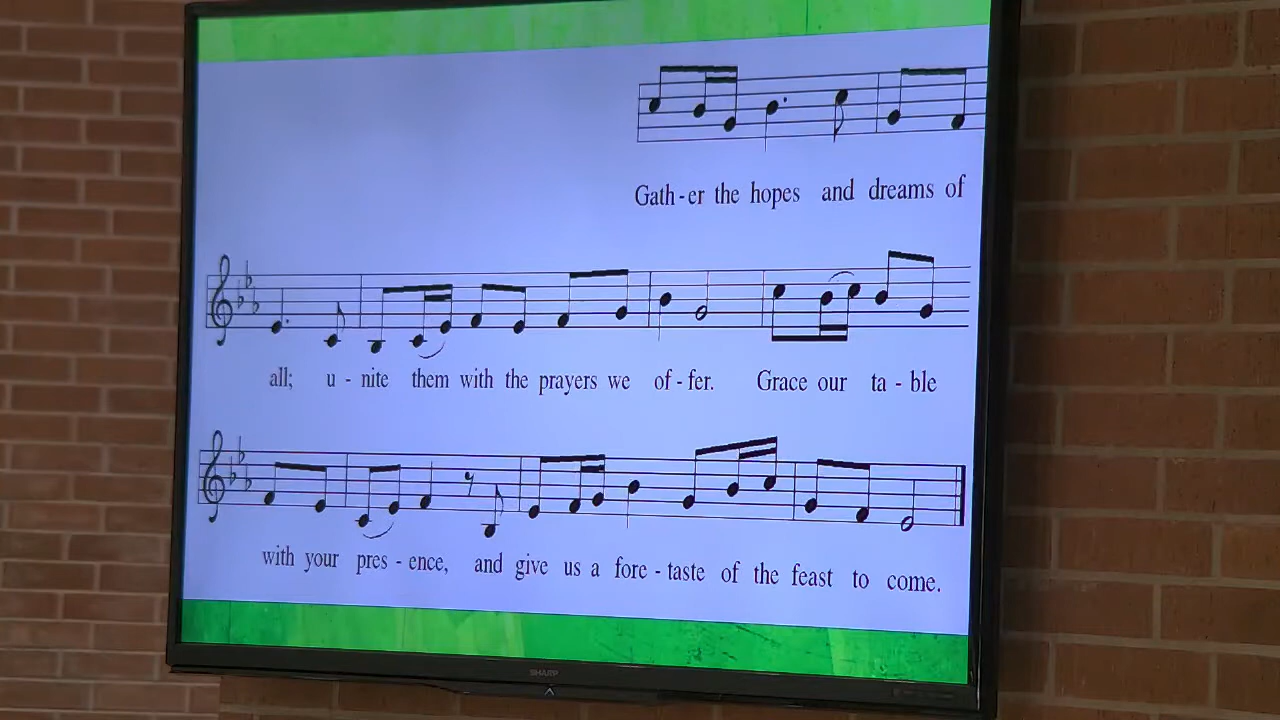 Gath - er the hopes and dreams of
all; u - nite them with the prayers we of - fer. Grace our ta - ble
with your pres - ence, and give us a fore - taste of the feast to come.
SHARP